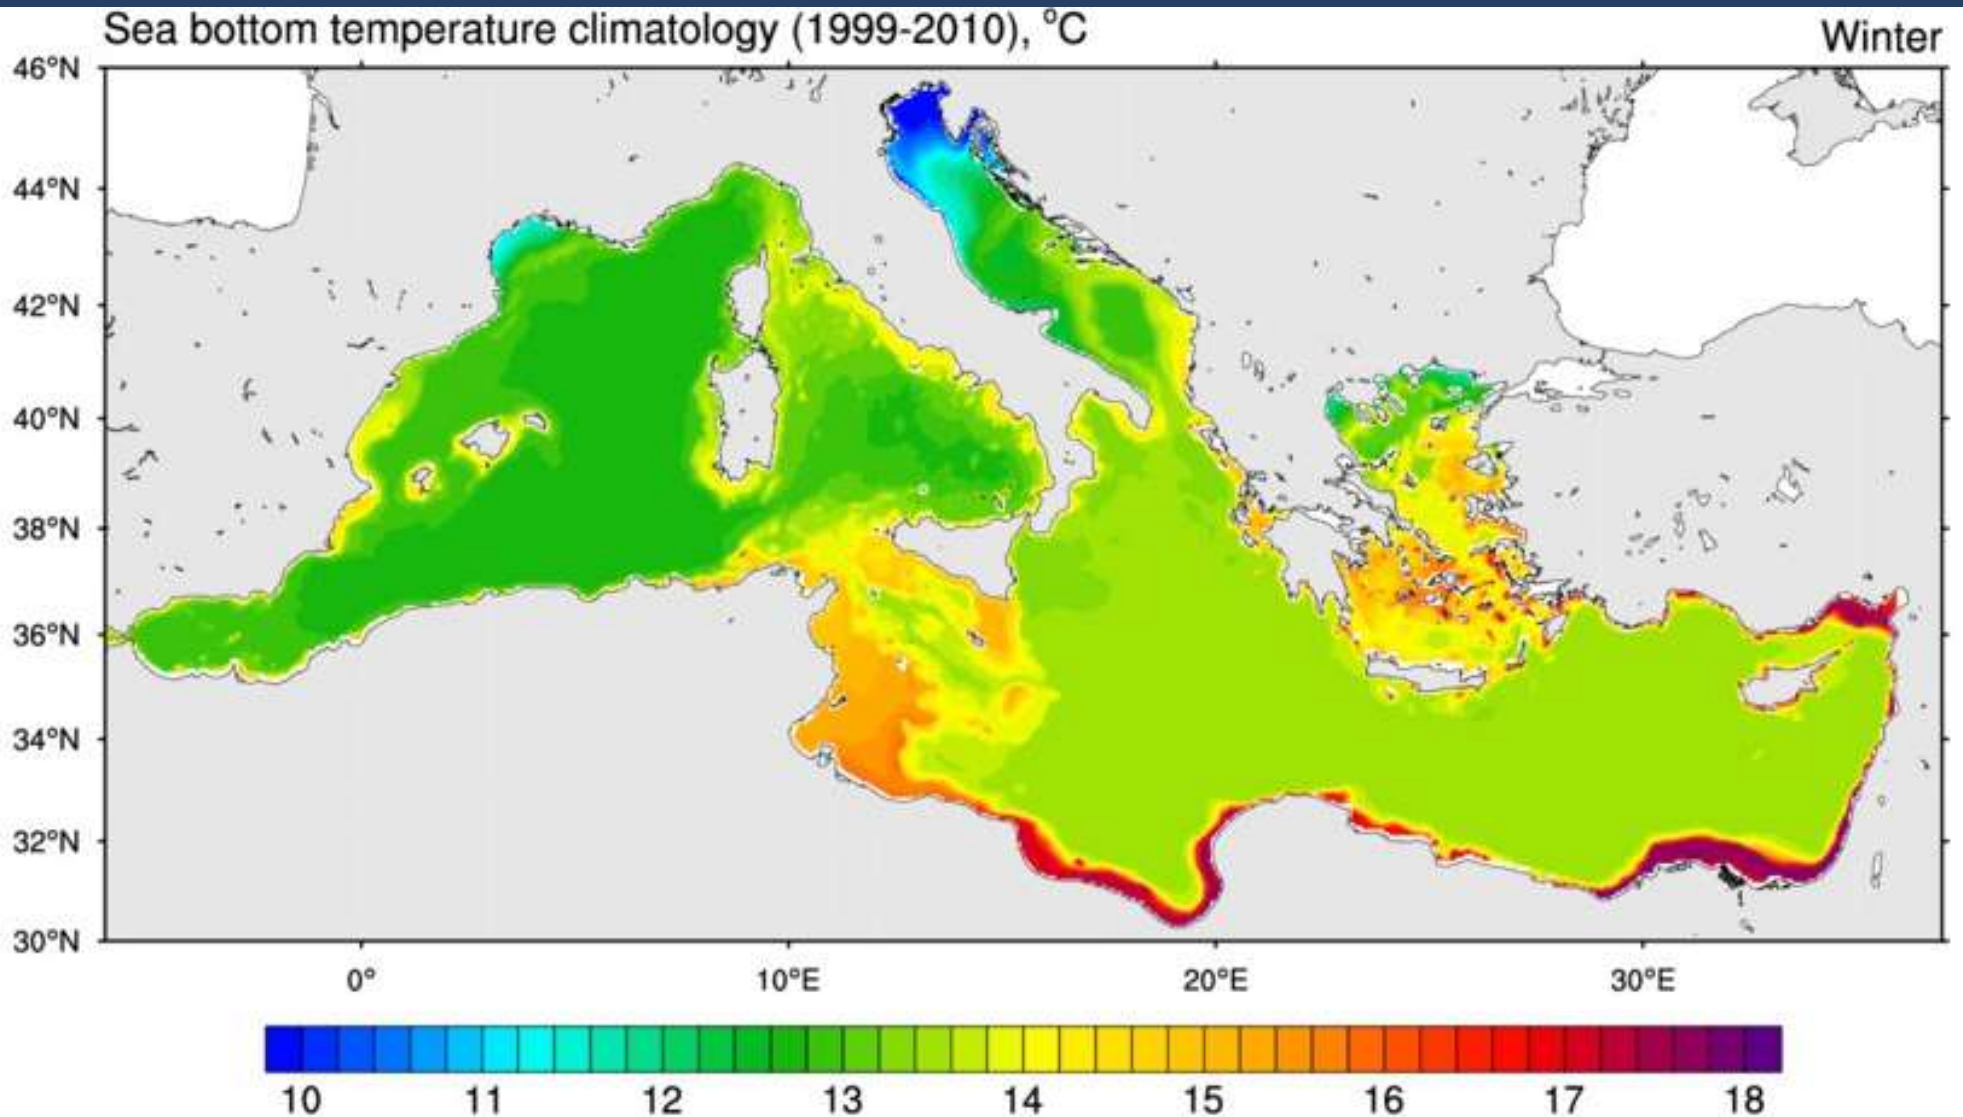 Sea bottom temperature climatology (1999-2010), °C
Winter
46°N
44°N
42°N
40°N
38°N
36°N
34°N
32°N
30°N
0° 10°E 20°E 30°E
10 11 12 13 14 15 16 17 18